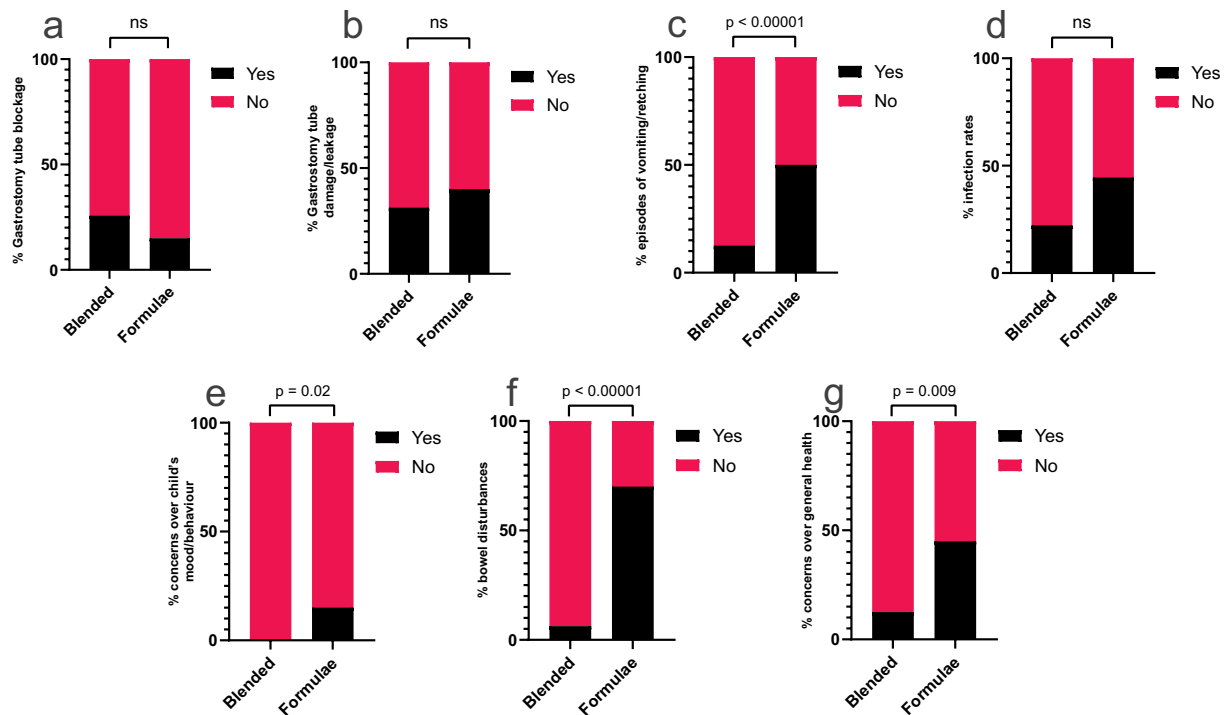 a
ns
% Gastrostomy tube blockage
100
50
0
Blended
Formulae
Yes
No
b
ns
% Gastrostomy tube
damage/leakage
100
50
0
Blended
Formulae
Yes
No
c
p < 0.00001
% episodes of vomiting/retching
100
50
0
Blended
Formulae
Yes
No
d
ns
% infection rates
100
50
0
Blended
Formulae
Yes
No
e
p = 0.02
% concerns over child's
mood/behaviour
100
50
0
Blended
Formulae
Yes
No
f
p < 0.00001
% bowel disturbances
100
50
0
Blended
Formulae
Yes
No
g
p = 0.009
% concerns over general health
100
50
0
Blended
Formulae
Yes
No